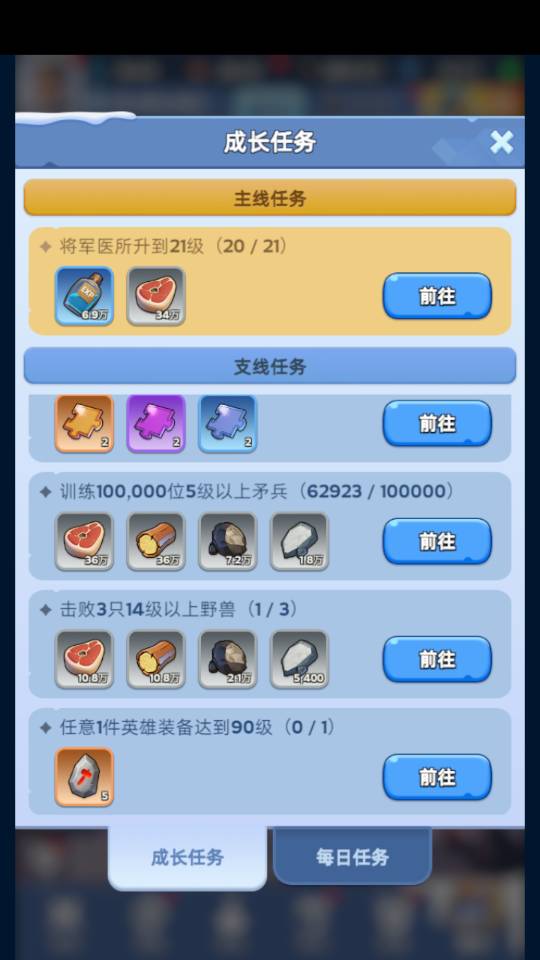 成长任务
主线任务
将军医所升到21级（20 / 21）
EXP
6.9万
34万
前往
支线任务
2
2
2
前往
训练100,000位5级以上矛兵（62923 / 100000）
36万
36万
7.2万
1.8万
前往
击败3只14级以上野兽（1 / 3）
10.8万
10.8万
2.1万
5,400
前往
任意1件英雄装备达到90级（0 / 1）
5
前往
成长任务
每日任务